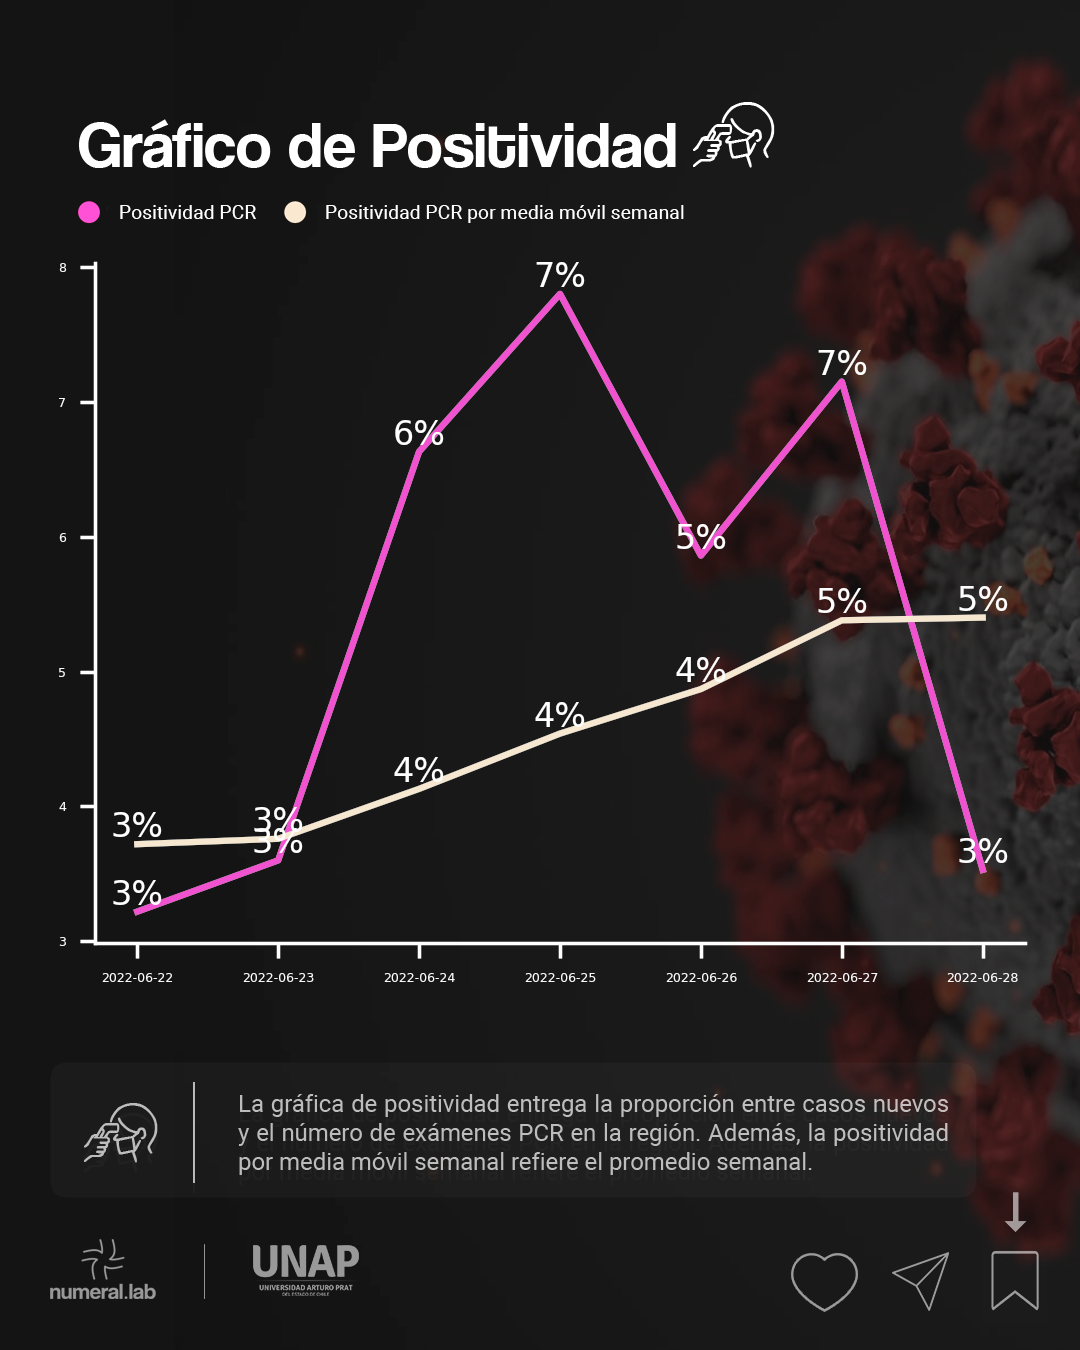 Gráfico de Positividad
Positividad PCR Positividad PCR por media móvil semanal
8
7%
7%
7
6%
6
5%
5%
5%
5
4%
4%
4%
4
3%
3%
3%
3%
3%
3
2022-06-22 2022-06-23 2022-06-24 2022-06-25 2022-06-26 2022-06-27 2022-06-28
La gráfica de positividad entrega la proporción entre casos nuevos
y el número de exámenes PCR en la región. Además, la positividad
por media móvil semanal refiere el promedio semanal.
numeral.lab
UNAP
UNIVERSIDAD ARTURO PRAT
DEL ESTADO DE CHILE